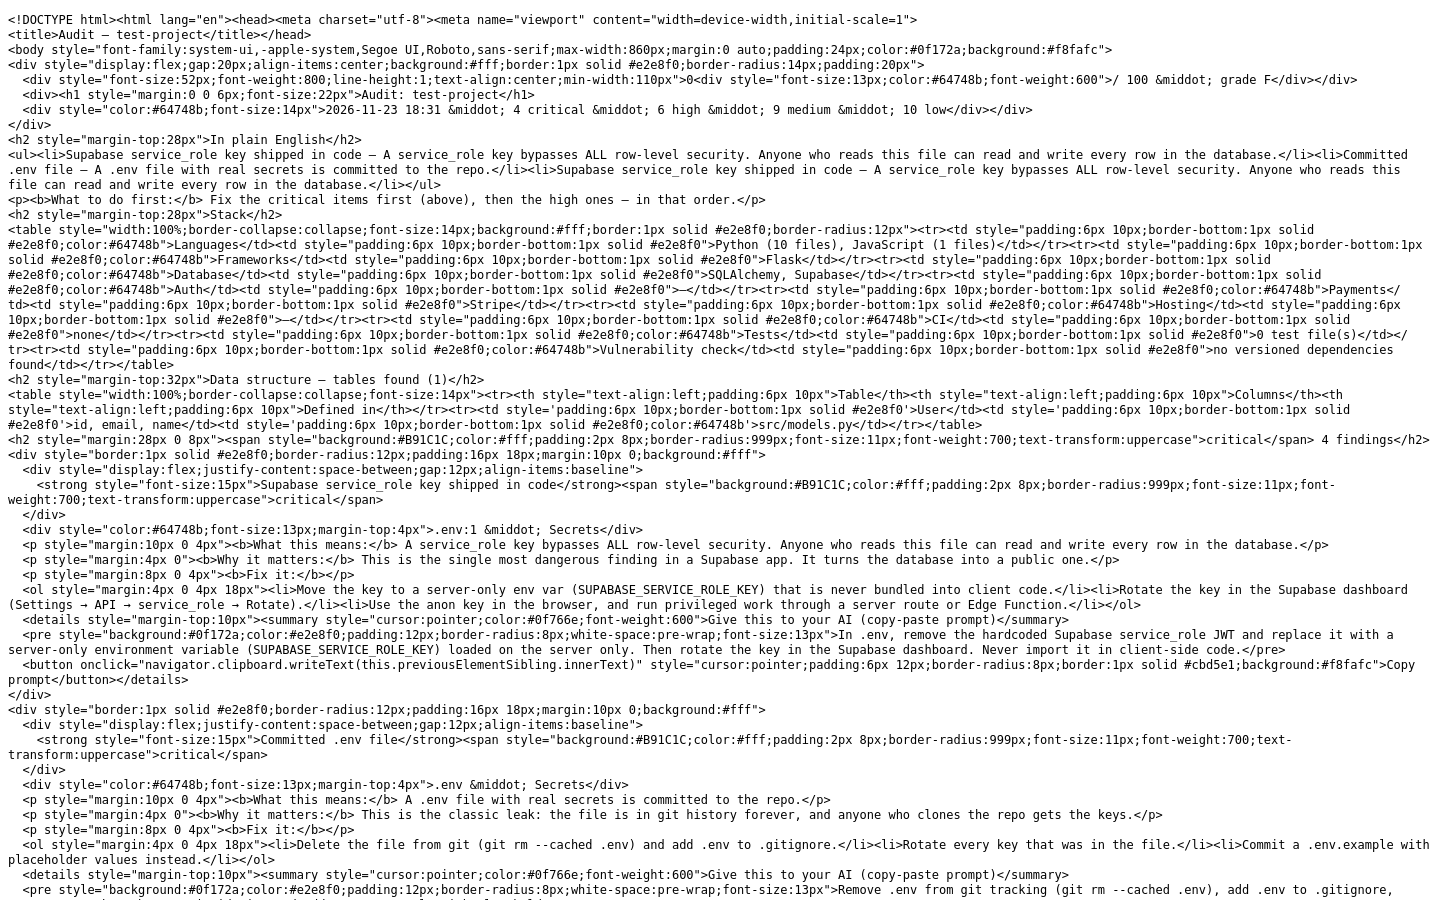 <!DOCTYPE html><html lang="en"><head><meta charset="utf-8"><meta name="viewport" content="width=device-width,initial-scale=1">
<title>Audit — test-project</title></head>
<body style="font-family:system-ui,-apple-system,Segoe UI,Roboto,sans-serif;max-width:860px;margin:0 auto;padding:24px;color:#0f172a;background:#f8fafc">
<div style="display:flex;gap:20px;align-items:center;background:#fff;border:1px solid #e2e8f0;border-radius:14px;padding:20px">
  <div style="font-size:52px;font-weight:800;line-height:1;text-align:center;min-width:110px">0<div style="font-size:13px;color:#64748b;font-weight:600">/ 100 &middot; grade F</div></div>
  <div><h1 style="margin:0 0 6px;font-size:22px">Audit: test-project</h1>
  <div style="color:#64748b;font-size:14px">2026-11-23 18:31 &middot; 4 critical &middot; 6 high &middot; 9 medium &middot; 10 low</div></div>
</div>
<h2 style="margin-top:28px">In plain English</h2>
<ul><li>Supabase service_role key shipped in code — A service_role key bypasses ALL row-level security. Anyone who reads this file can read and write every row in the database.</li><li>Committed
.env file — A .env file with real secrets is committed to the repo.</li><li>Supabase service_role key shipped in code — A service_role key bypasses ALL row-level security. Anyone who reads this
file can read and write every row in the database.</li></ul>
<p><b>What to do first:</b> Fix the critical items first (above), then the high ones — in that order.</p>
<h2 style="margin-top:28px">Stack</h2>
<table style="width:100%;border-collapse:collapse;font-size:14px;background:#fff;border:1px solid #e2e8f0;border-radius:12px"><tr><td style="padding:6px 10px;border-bottom:1px solid
#e2e8f0;color:#64748b">Languages</td><td style="padding:6px 10px;border-bottom:1px solid #e2e8f0">Python (10 files), JavaScript (1 files)</td></tr><tr><td style="padding:6px 10px;border-bottom:1px
solid #e2e8f0;color:#64748b">Frameworks</td><td style="padding:6px 10px;border-bottom:1px solid #e2e8f0">Flask</td></tr><tr><td style="padding:6px 10px;border-bottom:1px solid
#e2e8f0;color:#64748b">Database</td><td style="padding:6px 10px;border-bottom:1px solid #e2e8f0">SQLAlchemy, Supabase</td></tr><tr><td style="padding:6px 10px;border-bottom:1px solid
#e2e8f0;color:#64748b">Auth</td><td style="padding:6px 10px;border-bottom:1px solid #e2e8f0">—</td></tr><tr><td style="padding:6px 10px;border-bottom:1px solid #e2e8f0;color:#64748b">Payments</
td><td style="padding:6px 10px;border-bottom:1px solid #e2e8f0">Stripe</td></tr><tr><td style="padding:6px 10px;border-bottom:1px solid #e2e8f0;color:#64748b">Hosting</td><td style="padding:6px
10px;border-bottom:1px solid #e2e8f0">—</td></tr><tr><td style="padding:6px 10px;border-bottom:1px solid #e2e8f0;color:#64748b">CI</td><td style="padding:6px 10px;border-bottom:1px solid
#e2e8f0">none</td></tr><tr><td style="padding:6px 10px;border-bottom:1px solid #e2e8f0;color:#64748b">Tests</td><td style="padding:6px 10px;border-bottom:1px solid #e2e8f0">0 test file(s)</td></
tr><tr><td style="padding:6px 10px;border-bottom:1px solid #e2e8f0;color:#64748b">Vulnerability check</td><td style="padding:6px 10px;border-bottom:1px solid #e2e8f0">no versioned dependencies
found</td></tr></table>
<h2 style="margin-top:32px">Data structure — tables found (1)</h2>
<table style="width:100%;border-collapse:collapse;font-size:14px"><tr><th style="text-align:left;padding:6px 10px">Table</th><th style="text-align:left;padding:6px 10px">Columns</th><th
style="text-align:left;padding:6px 10px">Defined in</th></tr><tr><td style='padding:6px 10px;border-bottom:1px solid #e2e8f0'>User</td><td style='padding:6px 10px;border-bottom:1px solid
#e2e8f0'>id, email, name</td><td style='padding:6px 10px;border-bottom:1px solid #e2e8f0;color:#64748b'>src/models.py</td></tr></table>
<h2 style="margin:28px 0 8px"><span style="background:#B91C1C;color:#fff;padding:2px 8px;border-radius:999px;font-size:11px;font-weight:700;text-transform:uppercase">critical</span> 4 findings</h2>
<div style="border:1px solid #e2e8f0;border-radius:12px;padding:16px 18px;margin:10px 0;background:#fff">
  <div style="display:flex;justify-content:space-between;gap:12px;align-items:baseline">
    <strong style="font-size:15px">Supabase service_role key shipped in code</strong><span style="background:#B91C1C;color:#fff;padding:2px 8px;border-radius:999px;font-size:11px;font-
weight:700;text-transform:uppercase">critical</span>
  </div>
  <div style="color:#64748b;font-size:13px;margin-top:4px">.env:1 &middot; Secrets</div>
  <p style="margin:10px 0 4px"><b>What this means:</b> A service_role key bypasses ALL row-level security. Anyone who reads this file can read and write every row in the database.</p>
  <p style="margin:4px 0"><b>Why it matters:</b> This is the single most dangerous finding in a Supabase app. It turns the database into a public one.</p>
  <p style="margin:8px 0 4px"><b>Fix it:</b></p>
  <ol style="margin:4px 0 4px 18px"><li>Move the key to a server-only env var (SUPABASE_SERVICE_ROLE_KEY) that is never bundled into client code.</li><li>Rotate the key in the Supabase dashboard
(Settings → API → service_role → Rotate).</li><li>Use the anon key in the browser, and run privileged work through a server route or Edge Function.</li></ol>
  <details style="margin-top:10px"><summary style="cursor:pointer;color:#0f766e;font-weight:600">Give this to your AI (copy-paste prompt)</summary>
  <pre style="background:#0f172a;color:#e2e8f0;padding:12px;border-radius:8px;white-space:pre-wrap;font-size:13px">In .env, remove the hardcoded Supabase service_role JWT and replace it with a
server-only environment variable (SUPABASE_SERVICE_ROLE_KEY) loaded on the server only. Then rotate the key in the Supabase dashboard. Never import it in client-side code.</pre>
  <button onclick="navigator.clipboard.writeText(this.previousElementSibling.innerText)" style="cursor:pointer;padding:6px 12px;border-radius:8px;border:1px solid #cbd5e1;background:#f8fafc">Copy
prompt</button></details>
</div>
<div style="border:1px solid #e2e8f0;border-radius:12px;padding:16px 18px;margin:10px 0;background:#fff">
  <div style="display:flex;justify-content:space-between;gap:12px;align-items:baseline">
    <strong style="font-size:15px">Committed .env file</strong><span style="background:#B91C1C;color:#fff;padding:2px 8px;border-radius:999px;font-size:11px;font-weight:700;text-
transform:uppercase">critical</span>
  </div>
  <div style="color:#64748b;font-size:13px;margin-top:4px">.env &middot; Secrets</div>
  <p style="margin:10px 0 4px"><b>What this means:</b> A .env file with real secrets is committed to the repo.</p>
  <p style="margin:4px 0"><b>Why it matters:</b> This is the classic leak: the file is in git history forever, and anyone who clones the repo gets the keys.</p>
  <p style="margin:8px 0 4px"><b>Fix it:</b></p>
  <ol style="margin:4px 0 4px 18px"><li>Delete the file from git (git rm --cached .env) and add .env to .gitignore.</li><li>Rotate every key that was in the file.</li><li>Commit a .env.example with
placeholder values instead.</li></ol>
  <details style="margin-top:10px"><summary style="cursor:pointer;color:#0f766e;font-weight:600">Give this to your AI (copy-paste prompt)</summary>
  <pre style="background:#0f172a;color:#e2e8f0;padding:12px;border-radius:8px;white-space:pre-wrap;font-size:13px">Remove .env from git tracking (git rm --cached .env), add .env to .gitignore,